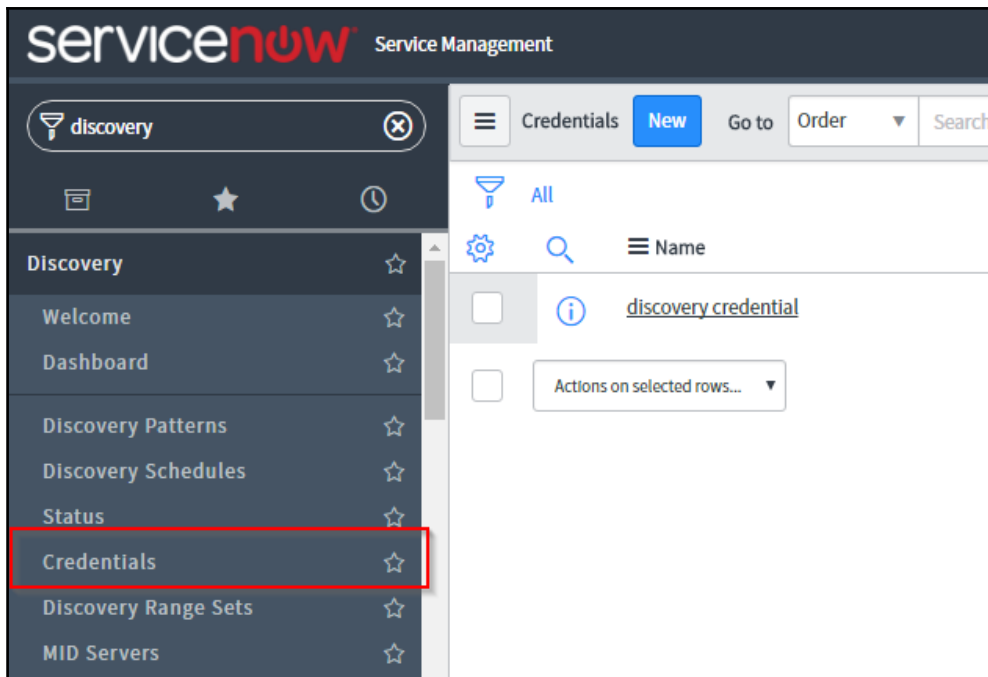 servicenow Service Management
discovery
Credentials New Go to Order Search
All
Name
discovery credential
Actions on selected rows...
Discovery
Welcome
Dashboard
Discovery Patterns
Discovery Schedules
Status
Credentials
Discovery Range Sets
MID Servers